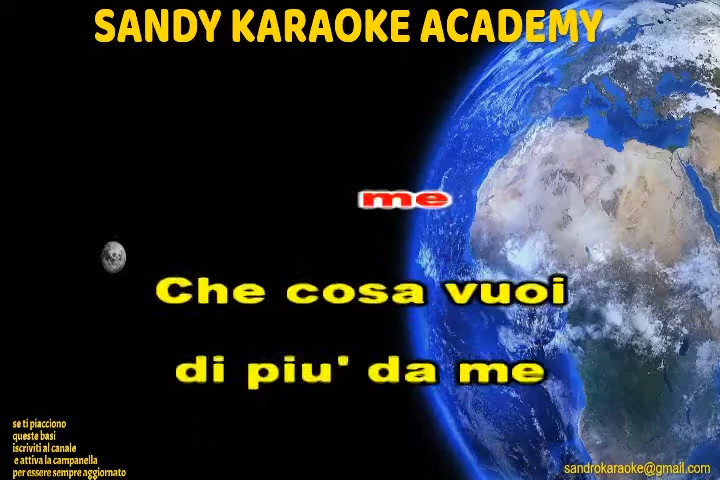 SANDY KARAOKE ACADEMY
me
Che cosa vuoi
di piu' da me
se ti piacciono
queste basi
iscriviti al canale
e attiva la campanella
per essere sempre aggiornato
sandrokaraoke@gmail.com